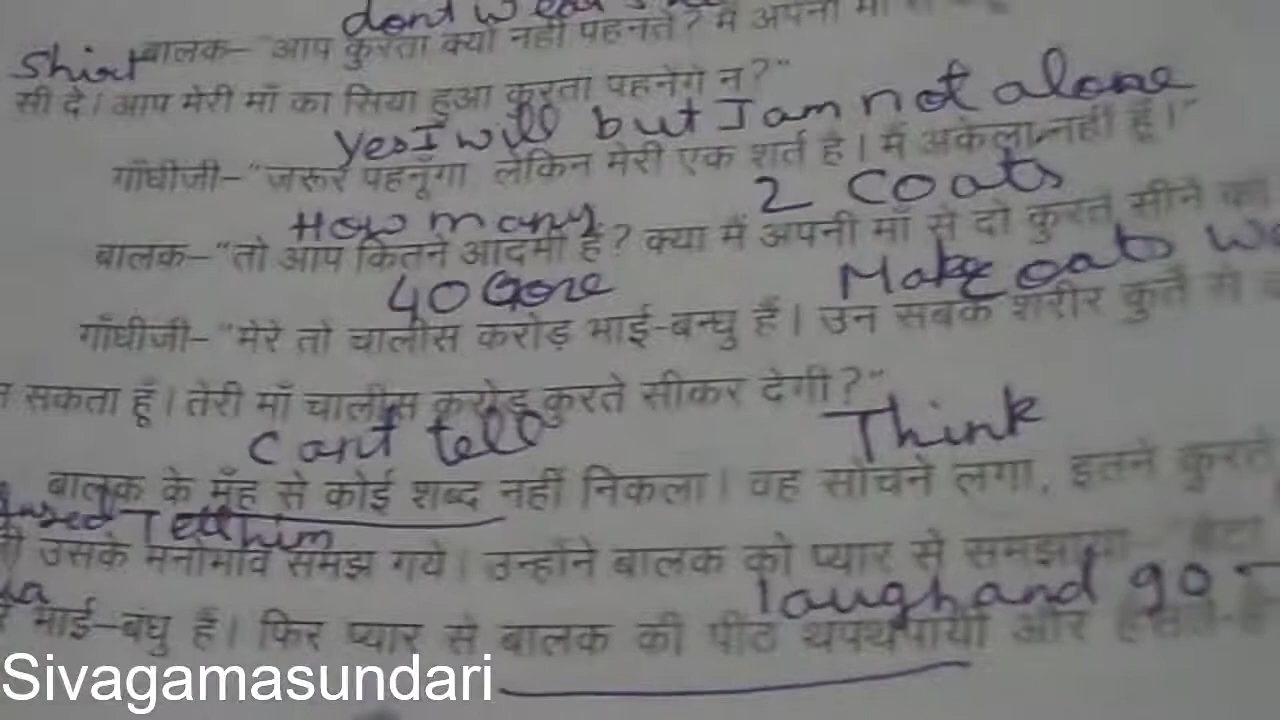 dont wear
बालक– "आप कुरता क्यों नहीं पहनते? मैं अपनी माँ
Shirt
सी दे। आप मेरी माँ का सिया हुआ कुरता पहनेंगे न?"
yes I will but I am not alone
गाँधीजी–"जरूर पहनूँगा लेकिन मेरी एक शर्त है। मैं अकेला नहीं हूँ।"
How many 2 Coats
बालक–"तो आप कितने आदमी हैं? क्या मैं अपनी माँ से दो कुरते सीने को
40 Crore Make coats
गाँधीजी–"मेरे तो चालीस करोड़ भाई-बन्धु हैं। उन सबके शरीर कुर्ते से
सकता हूँ। तेरी माँ चालीस करोड़ कुरते सीकर देगी?"
Cant tell Think
बालक के मुँह से कोई शब्द नहीं निकला। वह सोचने लगा, इतने कुरते
Tell him
उसके मनोभाव समझ गये। उन्होंने बालक को प्यार से समझाया– "बेटा
laugh and go
भाई–बंधु हैं। फिर प्यार से बालक की पीठ थपथपायी और
Sivagamasundari